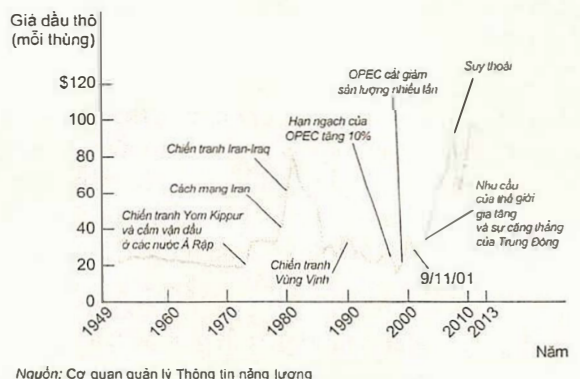 Giá dầu thô
(mỗi thùng)
$120
100
80
60
40
20
0
Suy thoái
OPEC cắt giảm
sản lượng nhiều lần
Hạn ngạch của
OPEC tăng 10%
Chiến tranh Iran-Iraq
Cách mạng Iran
Chiến tranh Yom Kippur
và cấm vận dầu
ở các nước Ả Rập
Chiến tranh
Vùng Vịnh
Nhu cầu
của thế giới
gia tăng
và sự căng thẳng
của Trung Đông
9/11/01
1949
1960
1970
1980
1990
2000
2010
2013
Năm
Nguồn: Cơ quan quản lý Thông tin năng lượng